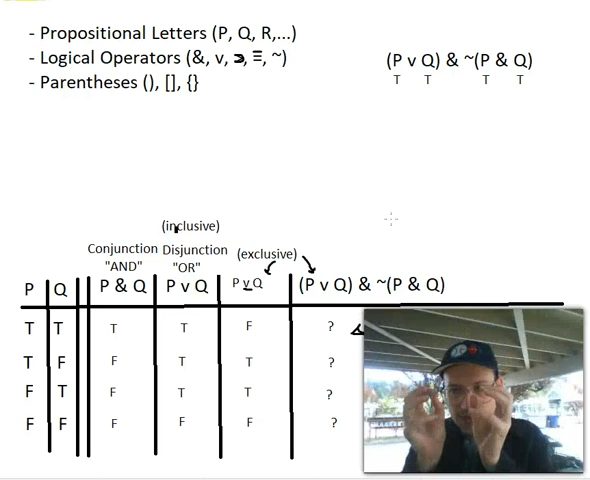 - Propositional Letters (P, Q, R,...)
- Logical Operators (&, v, ⊃, ≡, ~)
- Parentheses (), [], {}
(P v Q) & ~(P & Q)
T T T T
(inclusive)
Conjunction Disjunction (exclusive)
"AND" "OR"
P Q P & Q P v Q P v Q (P v Q) & ~(P & Q)
T T T T F ?
T F F T T ?
F T F T T ?
F F F F F ?